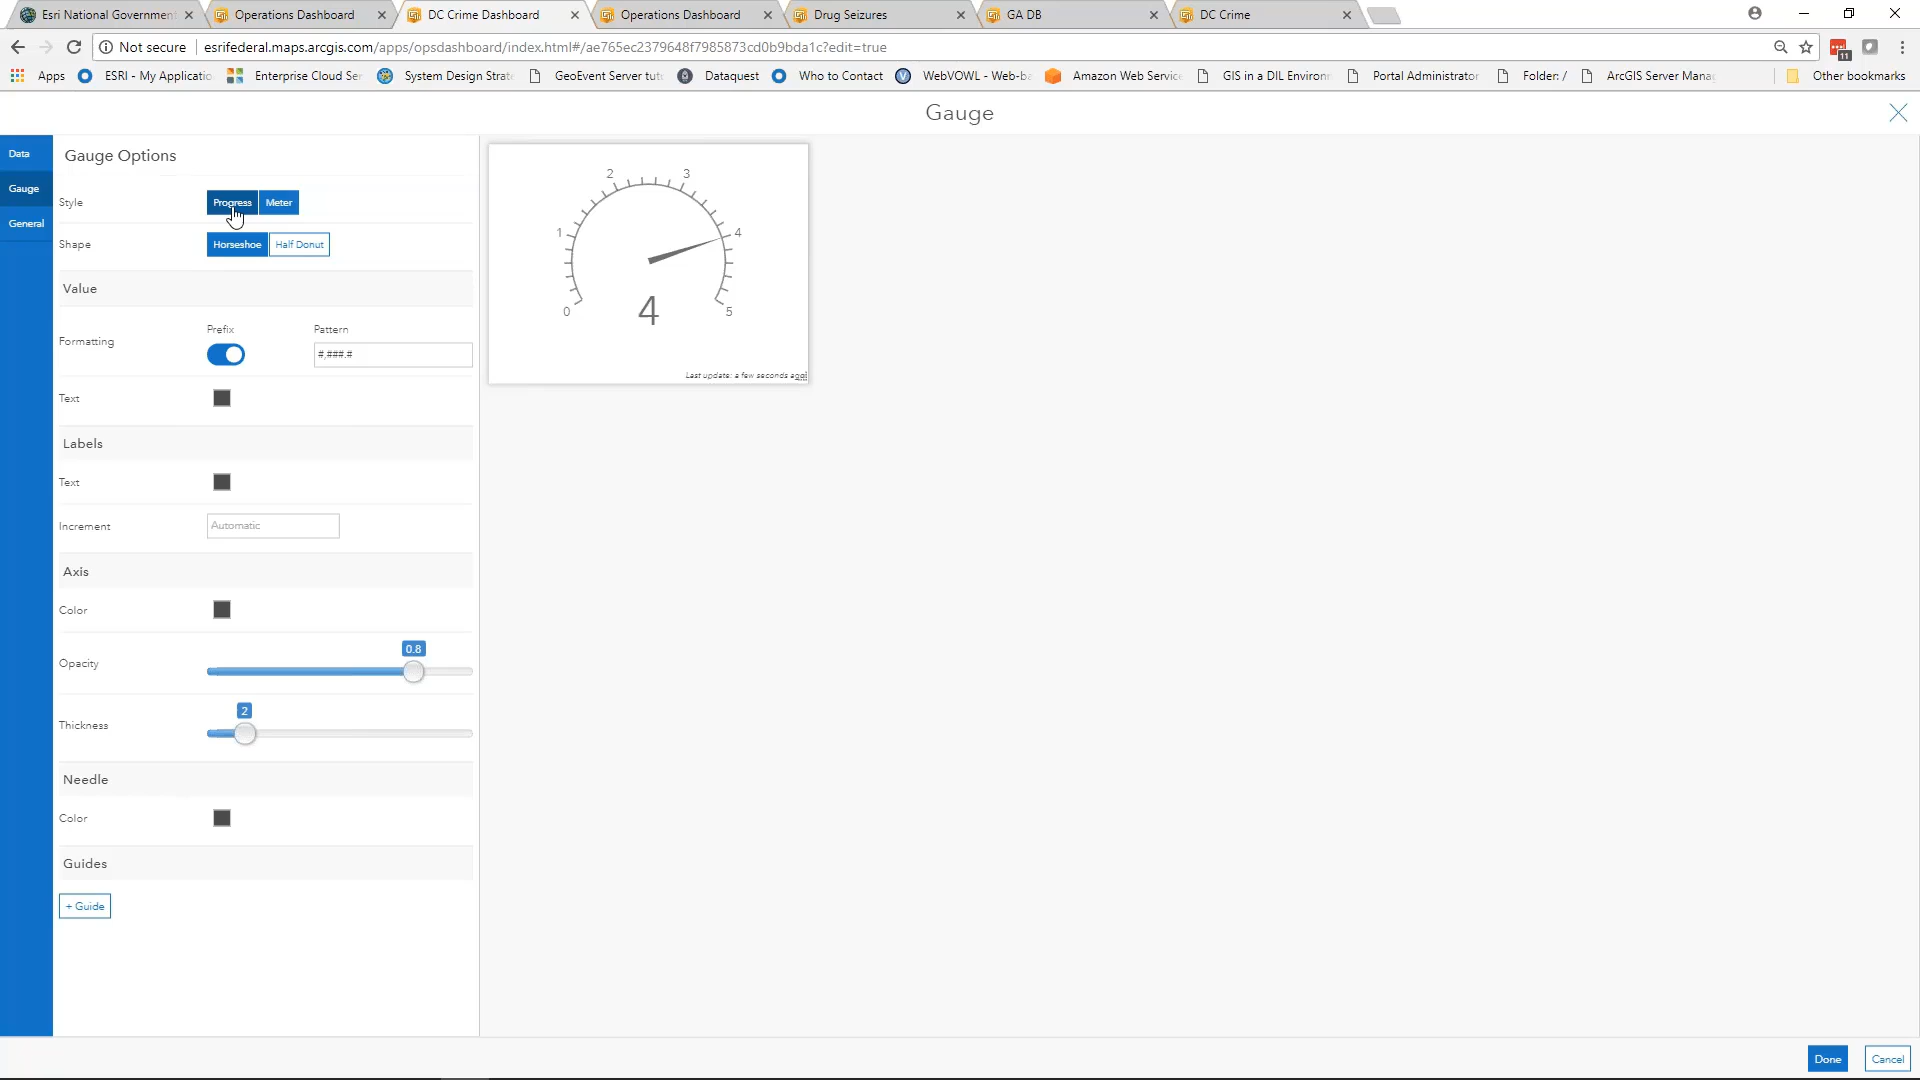 Esri National Government
Operations Dashboard
DC Crime Dashboard
Operations Dashboard
Drug Seizures
GA DB
DC Crime
Not secure
esrifederal.maps.arcgis.com/apps/opsdashboard/index.html#/ae765ec2379648f7985873cd0b9bda1c?edit=true
11
Apps
ESRI - My Applicatio
Enterprise Cloud Ser
System Design Strat
GeoEvent Server tut
Dataquest
Who to Contact
WebVOWL - Web-b
Amazon Web Servic
GIS in a DIL Environ
Portal Administrator
Folder: /
ArcGIS Server Mana
Other bookmarks
Gauge
Data
Gauge
General
Gauge Options
Style
Progress
Meter
Shape
Horseshoe
Half Donut
Value
Formatting
Prefix
Pattern
#,###.#
Text
Labels
Text
Increment
Automatic
Axis
Color
Opacity
0.8
Thickness
2
Needle
Color
Guides
+ Guide
0
1
2
3
4
5
4
Last update: a few seconds ago
Done
Cancel